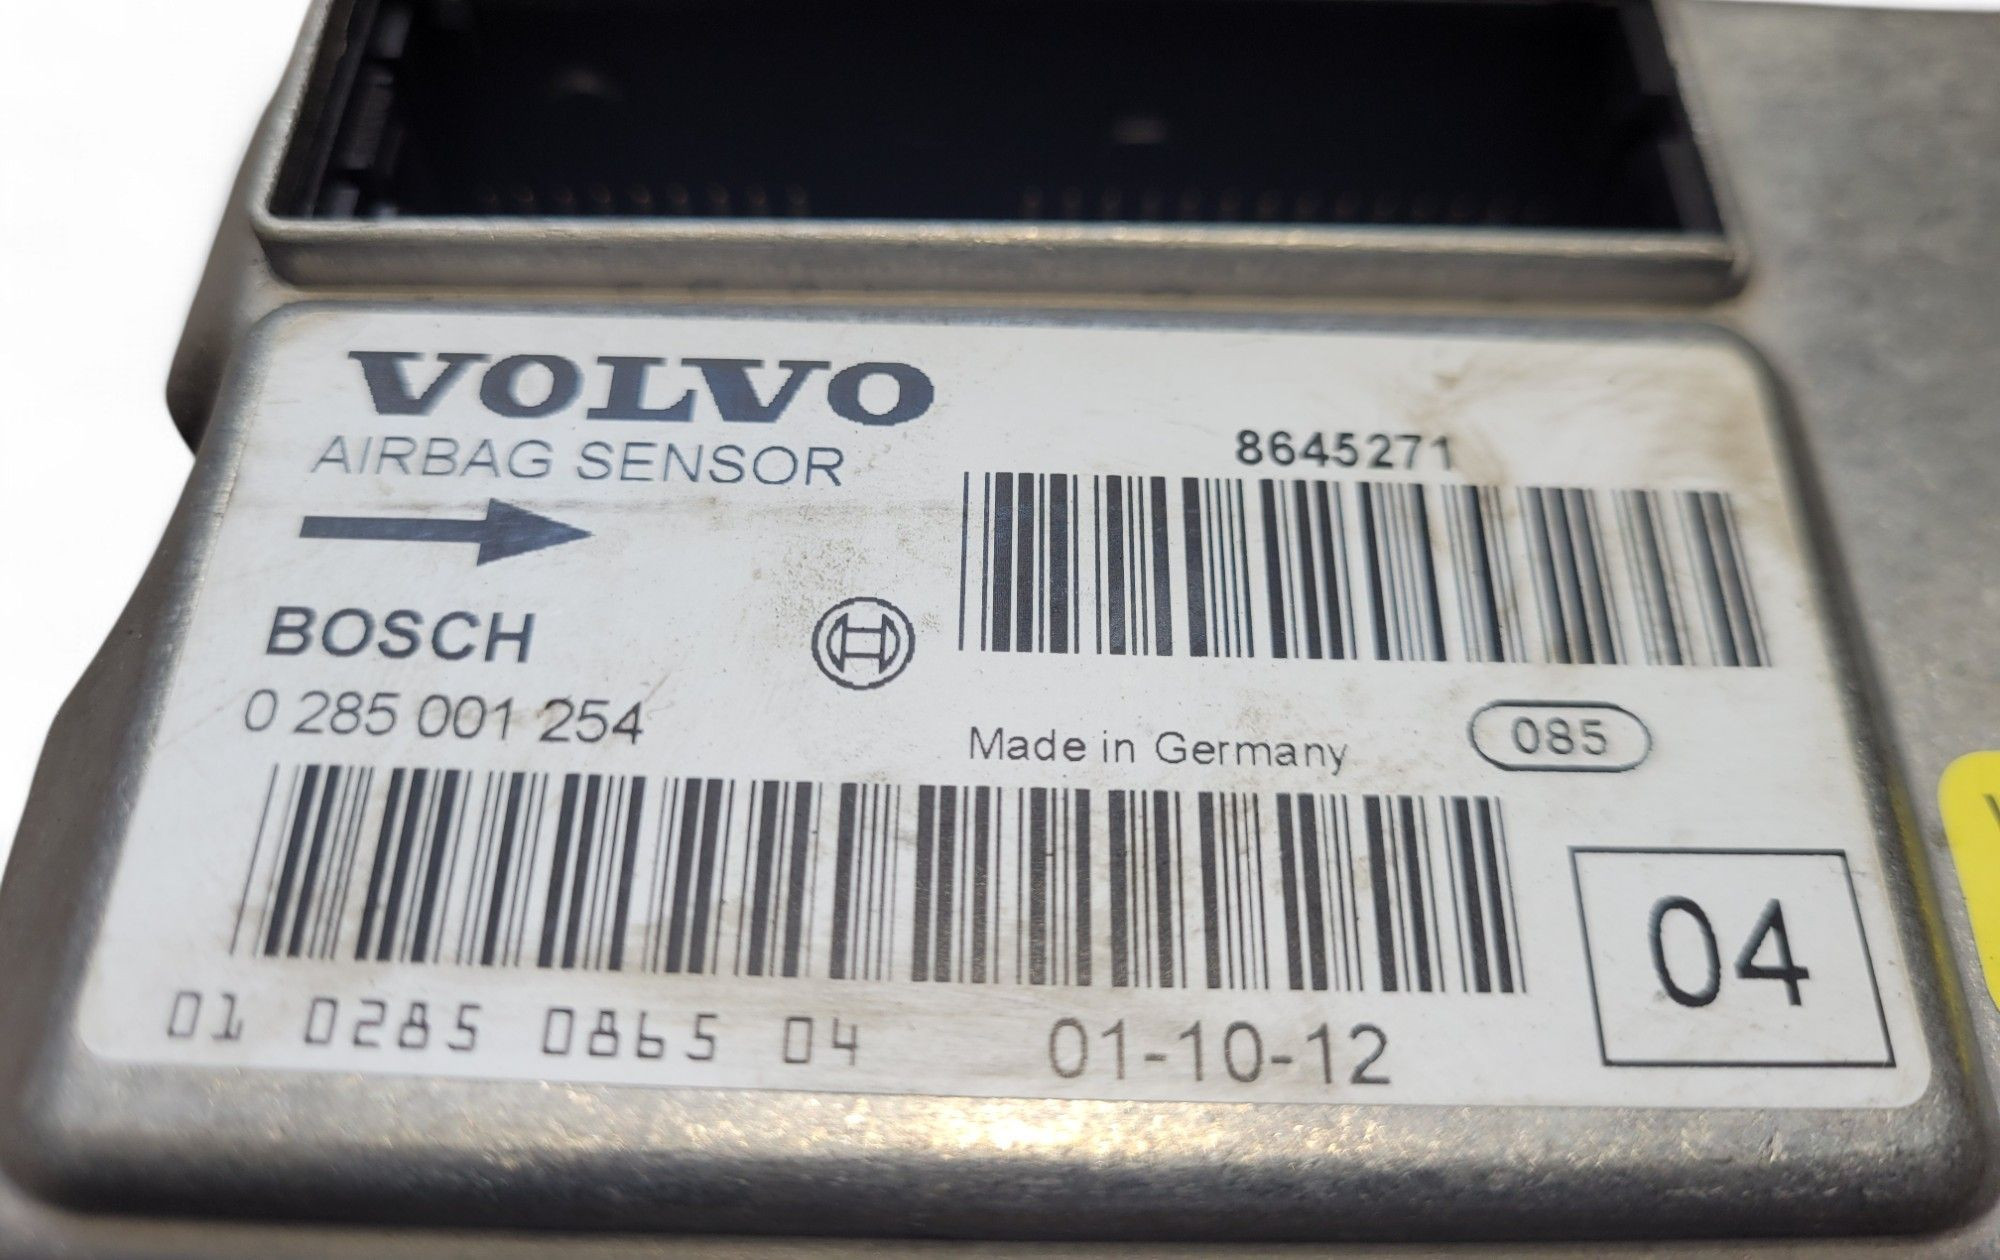 VOLVO
AIRBAG SENSOR
8645271
BOSCH
0 285 001 254
Made in Germany
085
04
01 0285 0865 04
01-10-12